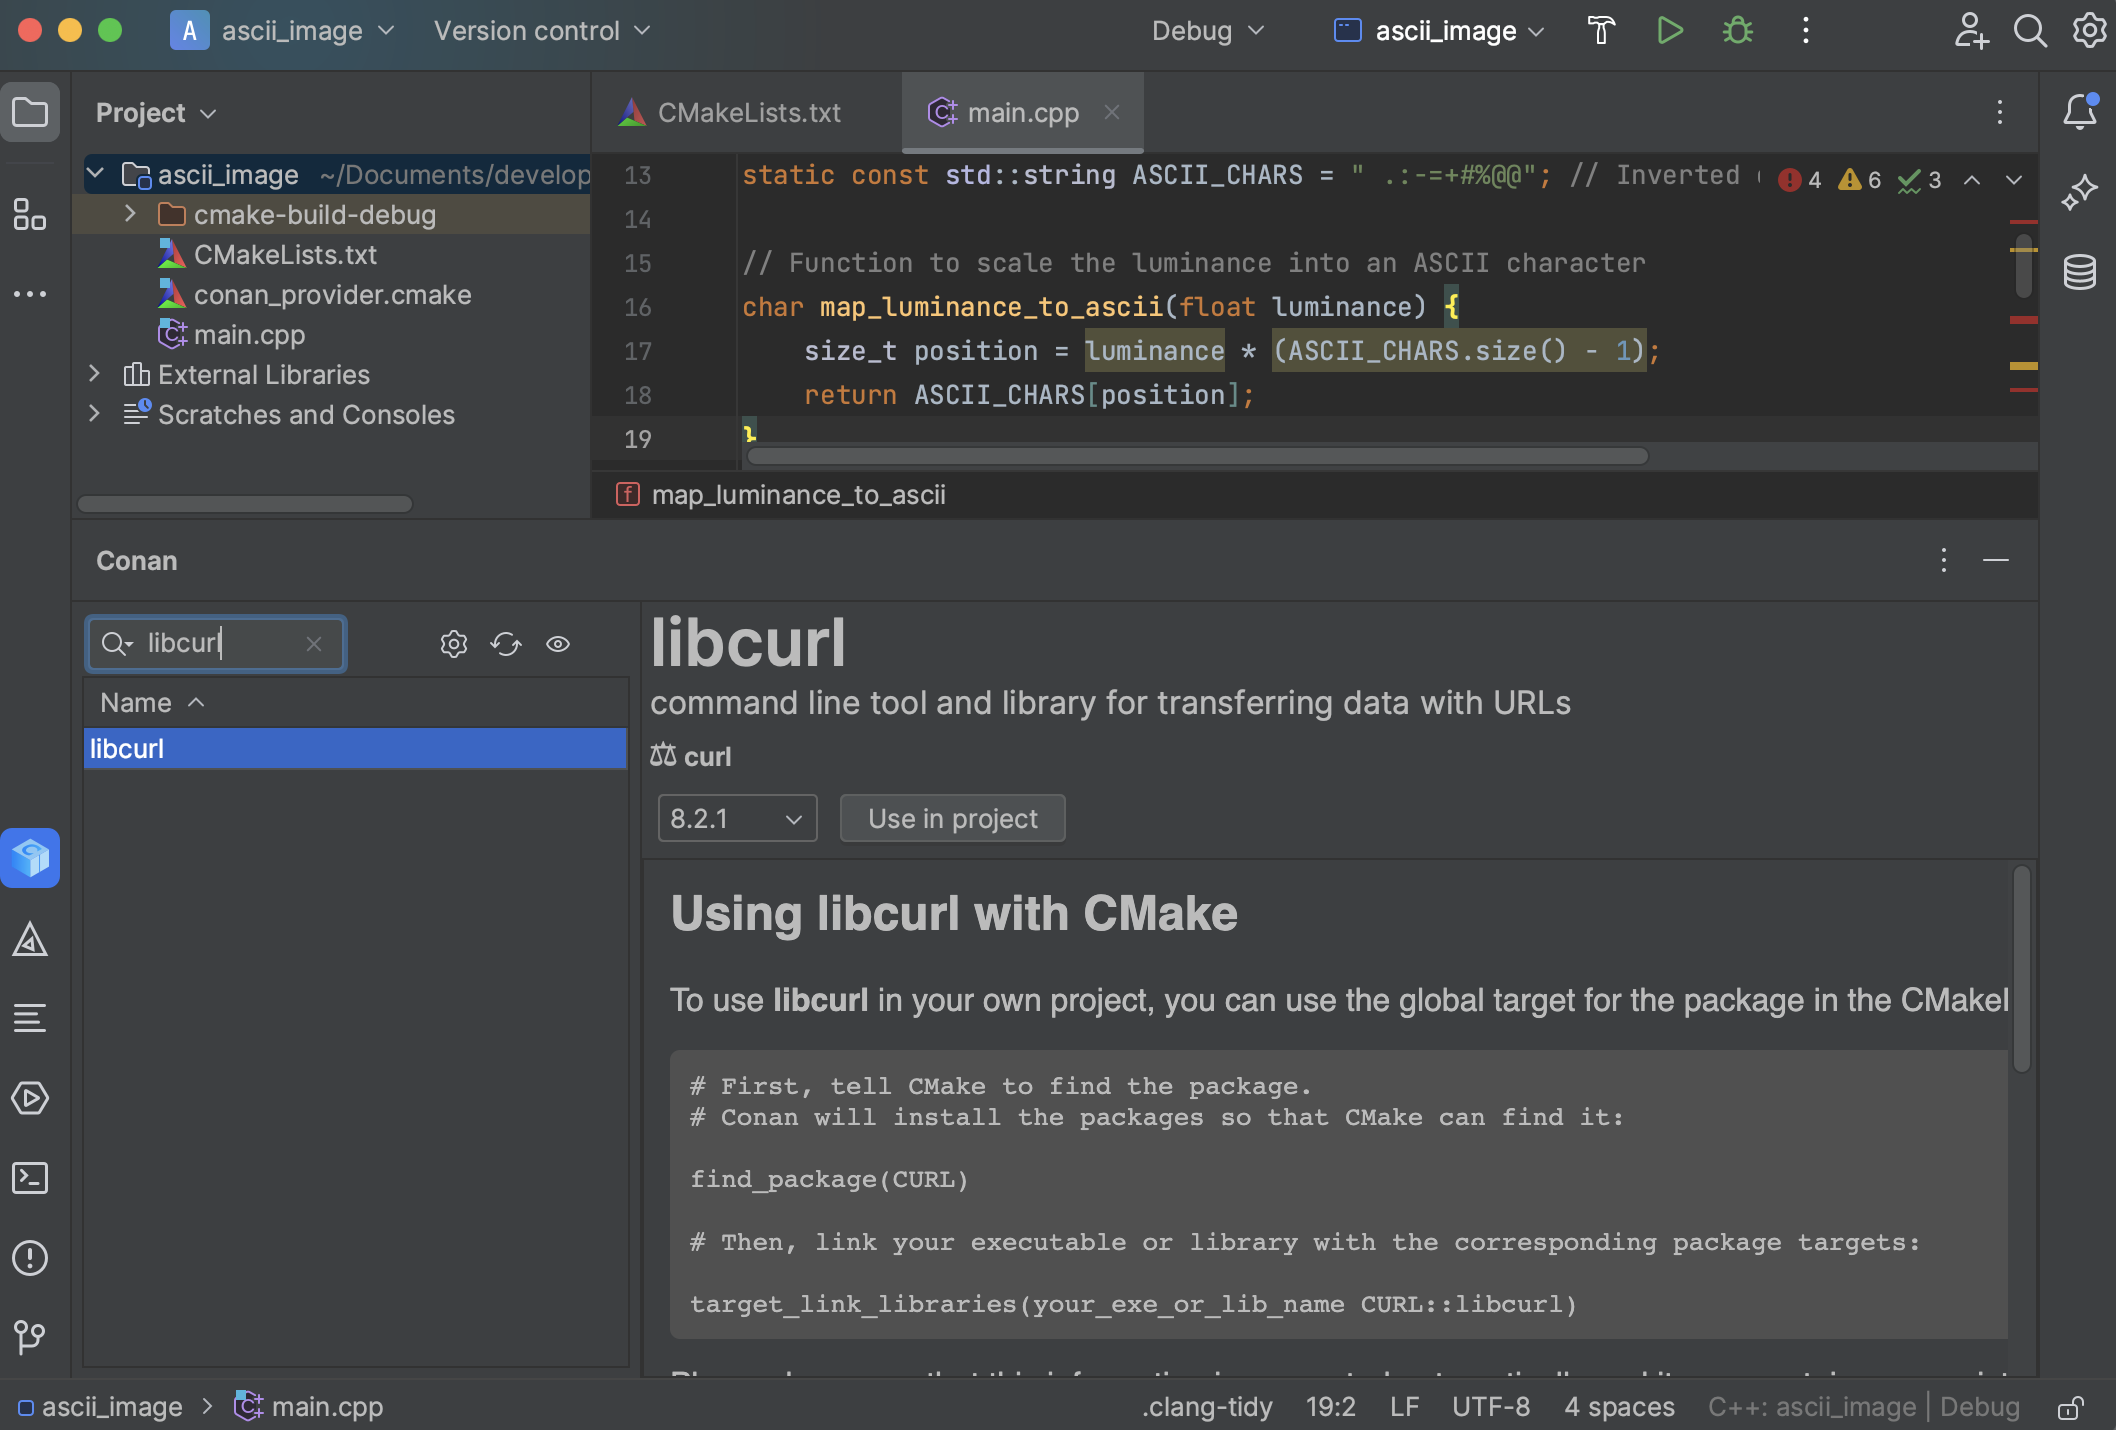 A ascii_image Version control Debug ascii_image
Project
CMakeLists.txt main.cpp
ascii_image ~/Documents/develop
cmake-build-debug
CMakeLists.txt
conan_provider.cmake
main.cpp
External Libraries
Scratches and Consoles
13 static const std::string ASCII_CHARS = " .:-=+#%@@"; // Inverted 4 6 3
14
15 // Function to scale the luminance into an ASCII character
16 char map_luminance_to_ascii(float luminance) {
17 size_t position = luminance * (ASCII_CHARS.size() - 1);
18 return ASCII_CHARS[position];
19 }
f map_luminance_to_ascii
Conan
libcurl
Name
libcurl
libcurl
command line tool and library for transferring data with URLs
curl
8.2.1 Use in project
Using libcurl with CMake
To use libcurl in your own project, you can use the global target for the package in the CMakel
# First, tell CMake to find the package.
# Conan will install the packages so that CMake can find it:
find_package(CURL)
# Then, link your executable or library with the corresponding package targets:
target_link_libraries(your_exe_or_lib_name CURL::libcurl)
ascii_image > main.cpp .clang-tidy 19:2 LF UTF-8 4 spaces C++: ascii_image | Debug